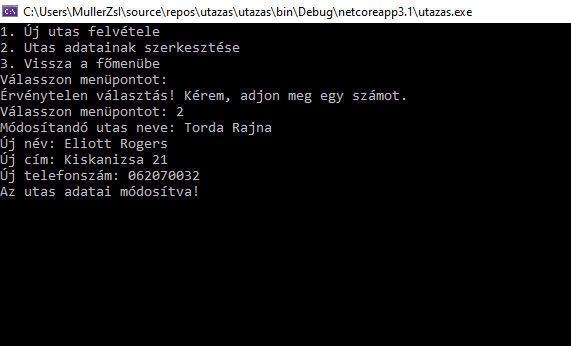 C:\Users\MullerZsl\source\repos\utazas\utazas\bin\Debug\netcoreapp3.1\utazas.exe
1. Új utas felvétele
2. Utas adatainak szerkesztése
3. Vissza a főmenübe
Válasszon menüpontot:
Érvénytelen választás! Kérem, adjon meg egy számot.
Válasszon menüpontot: 2
Módosítandó utas neve: Torda Rajna
Új név: Eliott Rogers
Új cím: Kiskanizsa 21
Új telefonszám: 062070032
Az utas adatai módosítva!